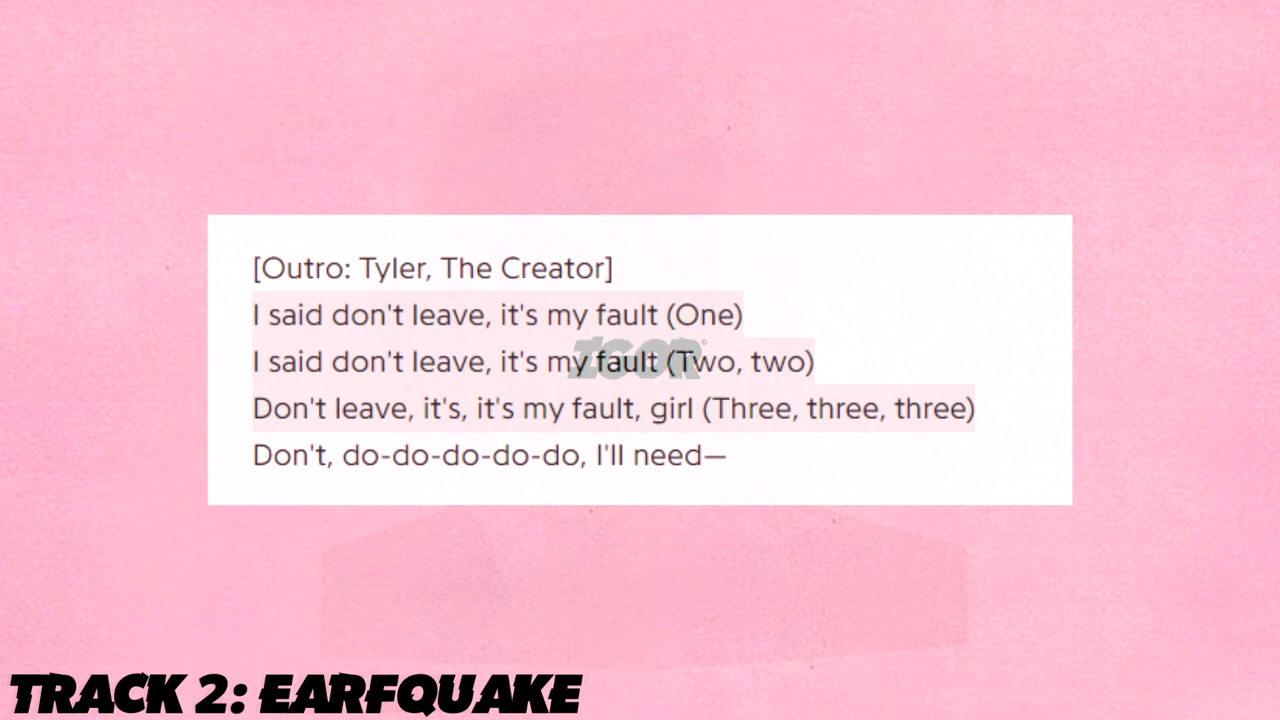 [Outro: Tyler, The Creator]
I said don't leave, it's my fault (One)
I said don't leave, it's my fault (Two, two)
IGOR
Don't leave, it's, it's my fault, girl (Three, three, three)
Don't, do-do-do-do-do, I'll need—
TRACK 2: EARFQUAKE